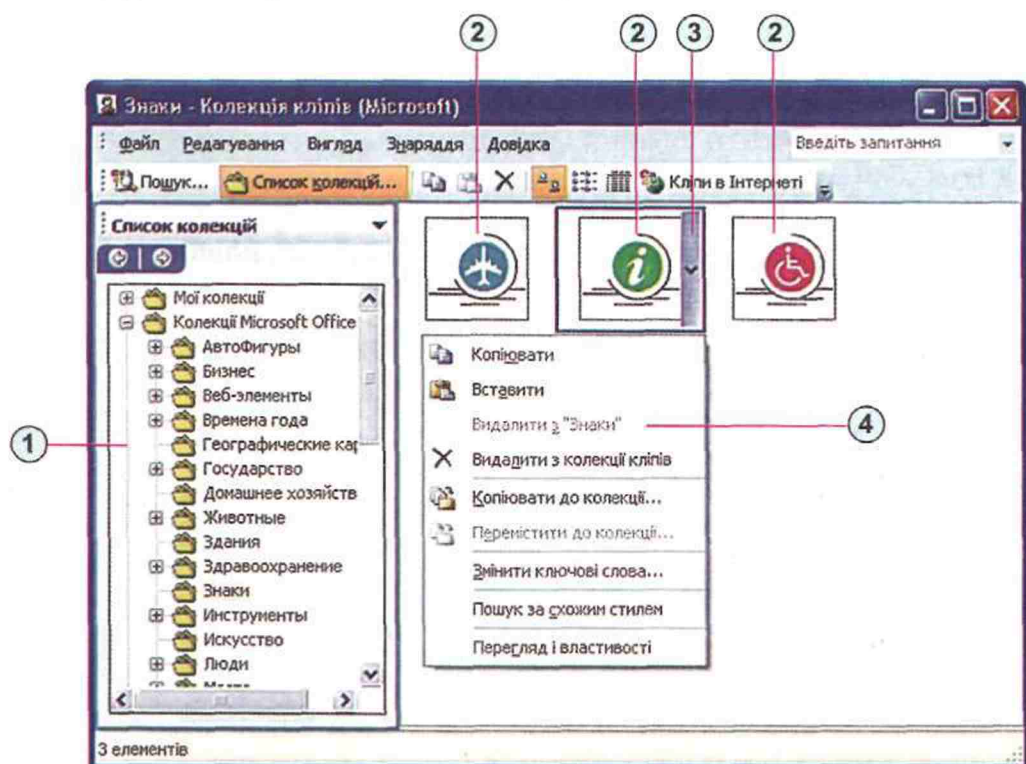 2 2 3 2
Знаки - Колекція кліпів (Microsoft)
Файл Редагування Вигляд Знаряддя Довідка Введіть запитання
Пошук... Список колекцій... Кліпи в Інтернеті
Список колекцій
Мої колекції
Колекції Microsoft Office
АвтоФигуры
Бизнес
Веб-элементы
Времена года
1
Географические кар
Государство
Домашнее хозяйств
Животные
Здания
Здравоохранение
Знаки
Инструменты
Искусство
Люди
Места
Копіювати
Вставити
Видалити з "Знаки"
4
Видалити з колекції кліпів
Копіювати до колекції...
Перемістити до колекції...
Змінити ключові слова...
Пошук за схожим стилем
Перегляд і властивості
3 елементів